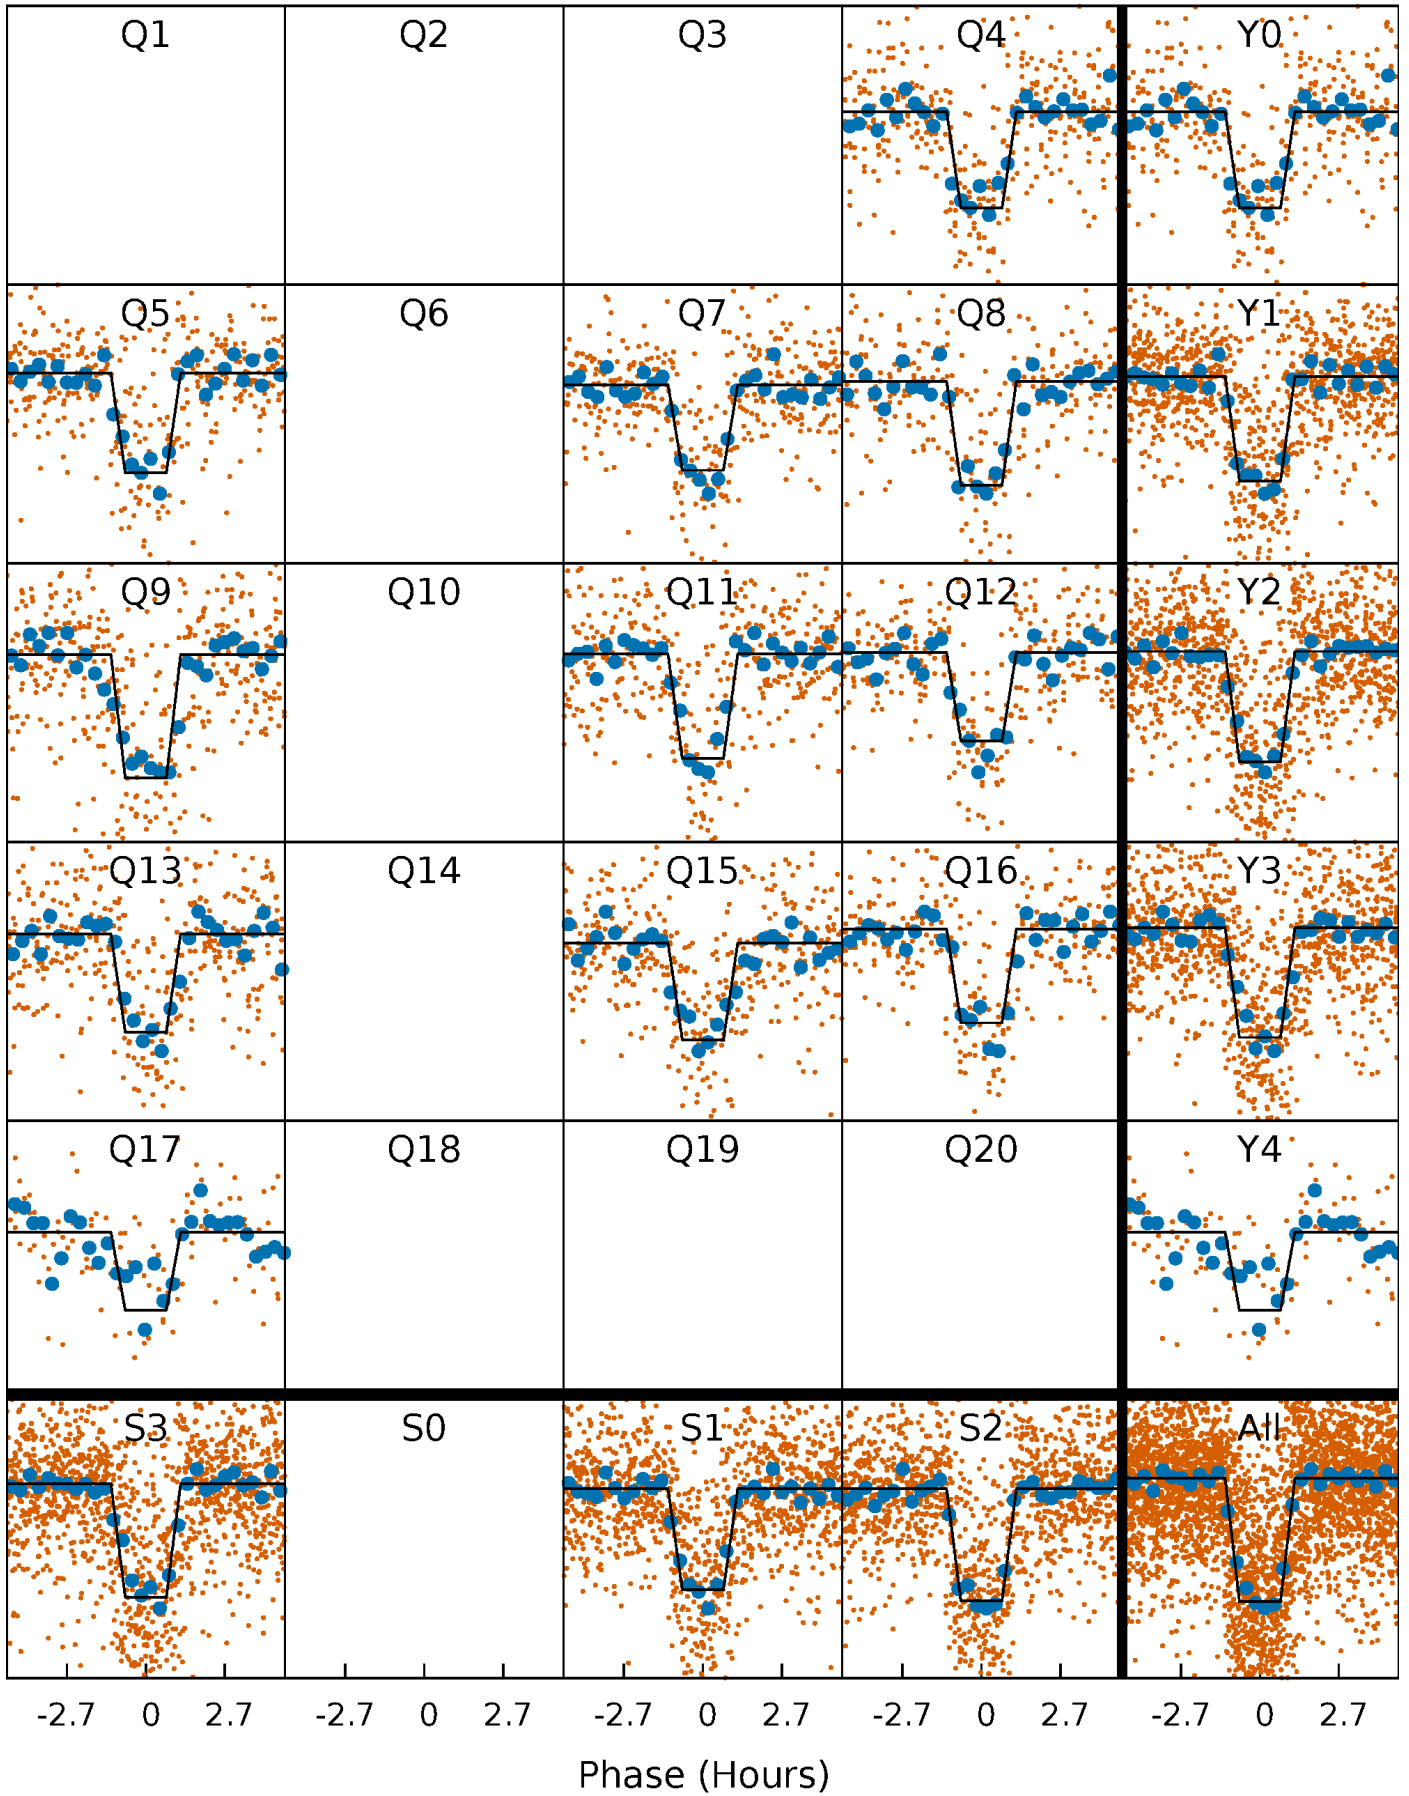 Q1 Q2 Q3 Q4 Y0
Q5 Q6 Q7 Q8 Y1
Q9 Q10 Q11 Q12 Y2
Q13 Q14 Q15 Q16 Y3
Q17 Q18 Q19 Q20 Y4
S3 S0 S1 S2 All
-2.7 0 2.7 -2.7 0 2.7 -2.7 0 2.7 -2.7 0 2.7 -2.7 0 2.7
Phase (Hours)